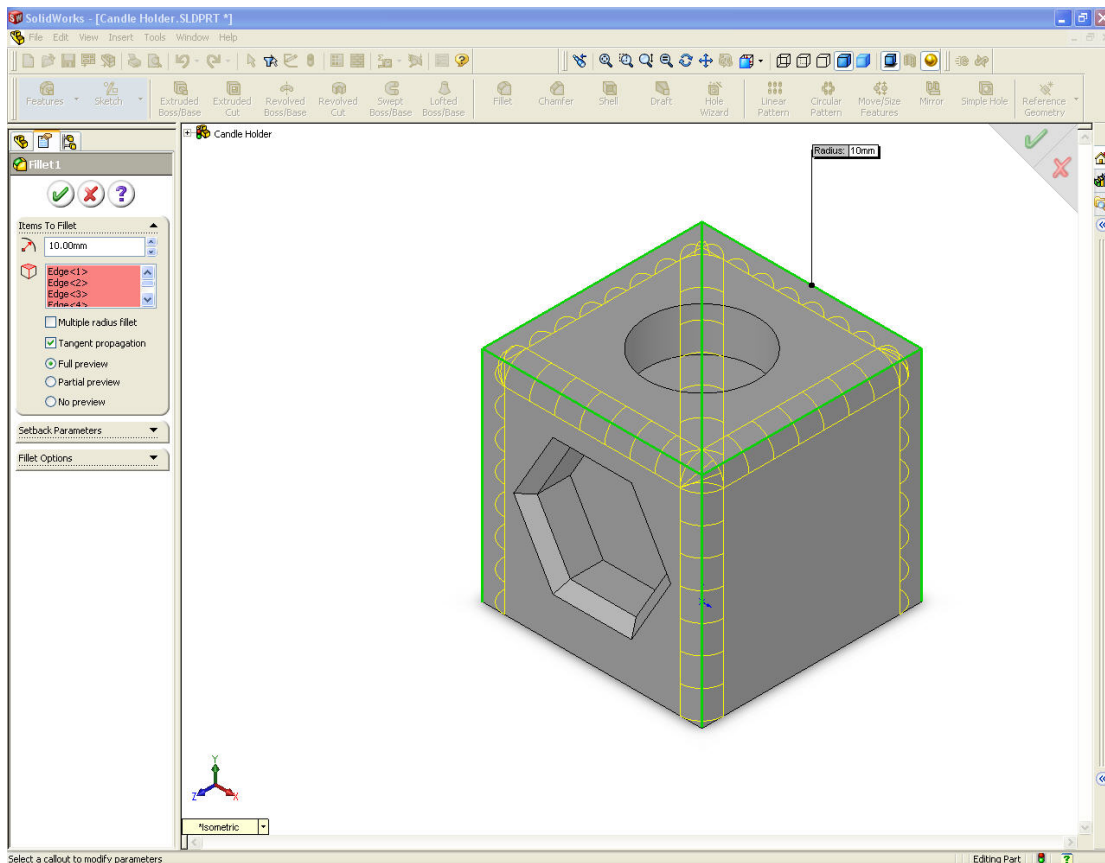 SolidWorks - [Candle Holder.SLDPRT *]
File Edit View Insert Tools Window Help
Features Sketch Extruded Boss/Base Extruded Cut Revolved Boss/Base Revolved Cut Swept Boss/Base Lofted Boss/Base Fillet Chamfer Shell Draft Hole Wizard Linear Pattern Circular Pattern Move/Size Features Mirror Simple Hole Reference Geometry
Candle Holder
Fillet1
Radius: 10mm
Items To Fillet
10.00mm
Edge<1>
Edge<2>
Edge<3>
Edge<4>
Multiple radius fillet
Tangent propagation
Full preview
Partial preview
No preview
Setback Parameters
Fillet Options
Y
Z
X
*Isometric
Select a callout to modify parameters
Editing Part